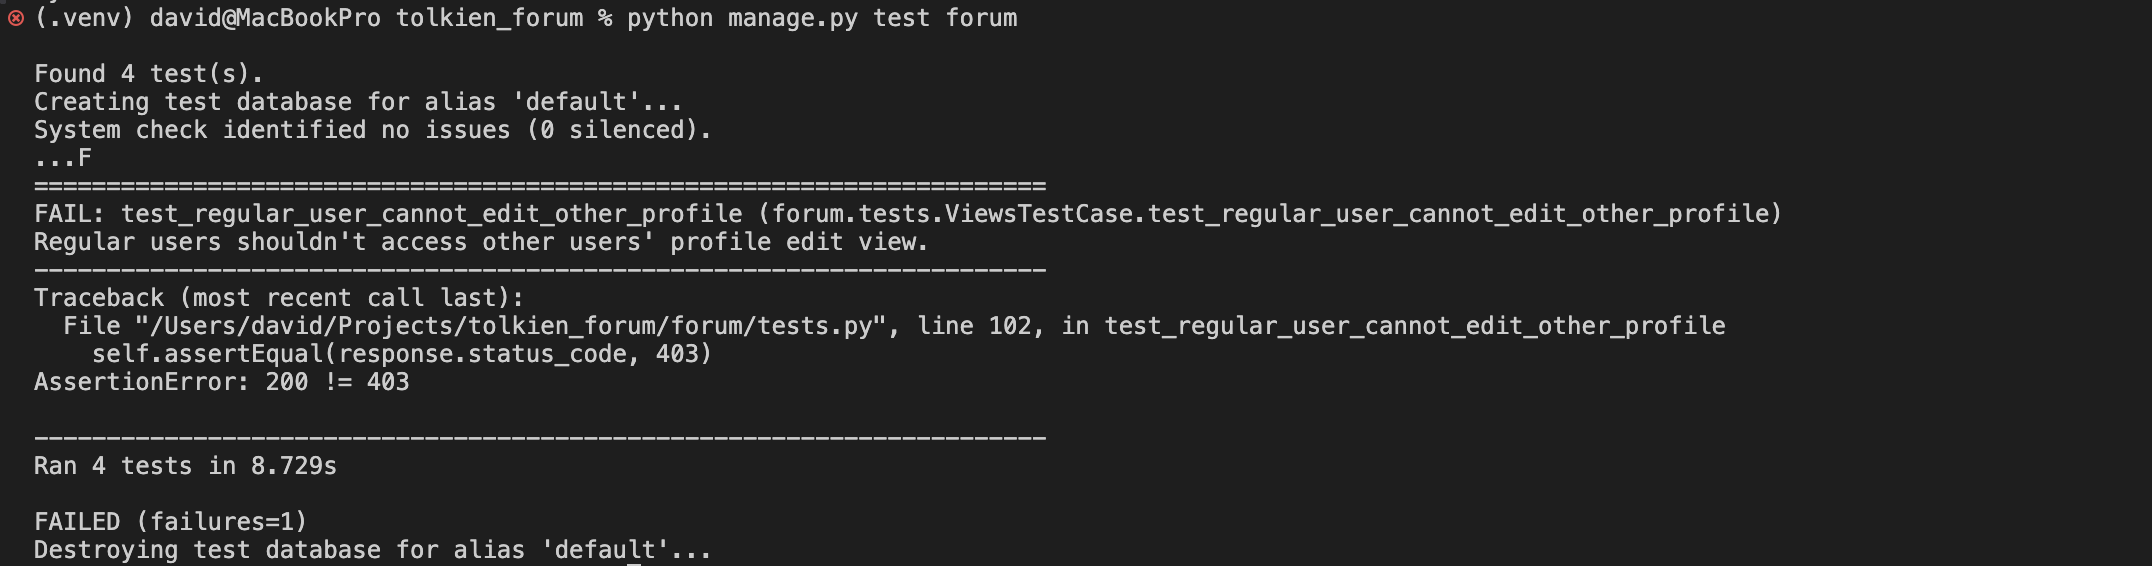 (.venv) david@MacBookPro tolkien_forum % python manage.py test forum
Found 4 test(s).
Creating test database for alias 'default'...
System check identified no issues (0 silenced).
...F
======================================================================
FAIL: test_regular_user_cannot_edit_other_profile (forum.tests.ViewsTestCase.test_regular_user_cannot_edit_other_profile)
Regular users shouldn't access other users' profile edit view.
----------------------------------------------------------------------
Traceback (most recent call last):
  File "/Users/david/Projects/tolkien_forum/forum/tests.py", line 102, in test_regular_user_cannot_edit_other_profile
    self.assertEqual(response.status_code, 403)
AssertionError: 200 != 403
----------------------------------------------------------------------
Ran 4 tests in 8.729s
FAILED (failures=1)
Destroying test database for alias 'default'...